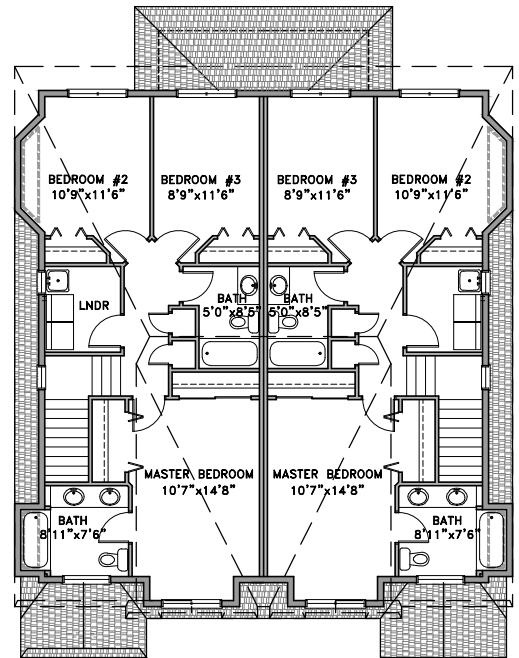 BEDROOM #2
10'9"x11'6"
BEDROOM #3
8'9"x11'6"
BEDROOM #3
8'9"x11'6"
BEDROOM #2
10'9"x11'6"
LNDR
BATH
5'0"x8'5"
BATH
5'0"x8'5"
MASTER BEDROOM
10'7"x14'8"
MASTER BEDROOM
10'7"x14'8"
BATH
8'11"x7'6"
BATH
8'11"x7'6"